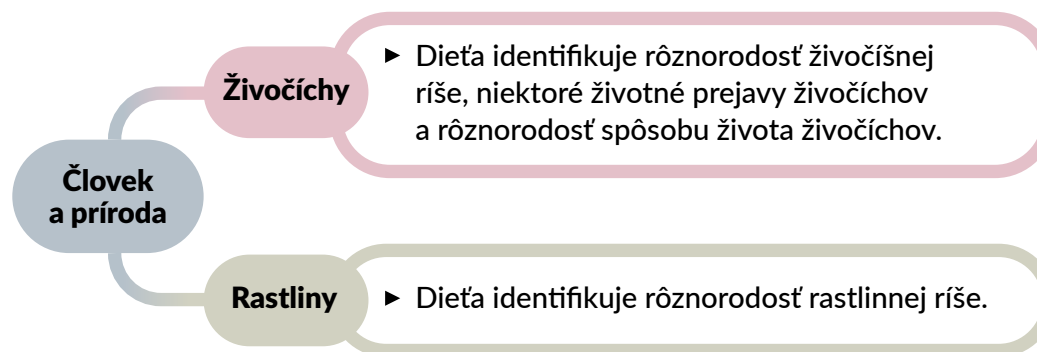 Človek
a príroda
Živočíchy
► Dieťa identifikuje rôznorodosť živočíšnej
ríše, niektoré životné prejavy živočíchov
a rôznorodosť spôsobu života živočíchov.
Rastliny
► Dieťa identifikuje rôznorodosť rastlinnej ríše.